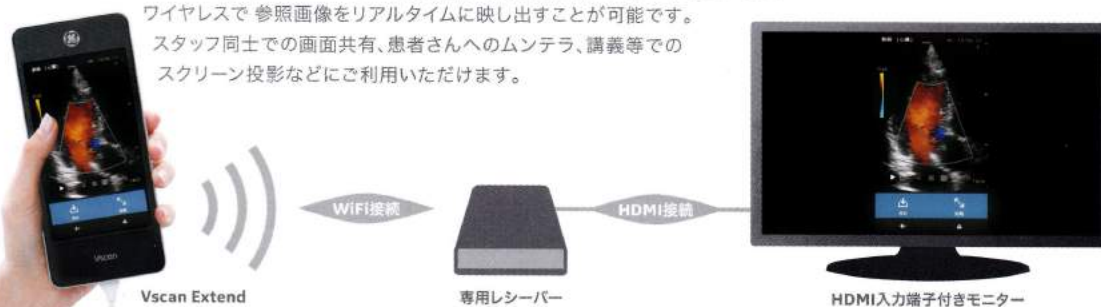 ワイヤレスで 参照画像をリアルタイムに映し出すことが可能です。
スタッフ同士での画面共有、患者さんへのムンテラ、講義等での
スクリーン投影などにご利用いただけます。
WiFi接続
HDMI接続
Vscan
Vscan Extend
専用レシーバー
HDMI入力端子付きモニター